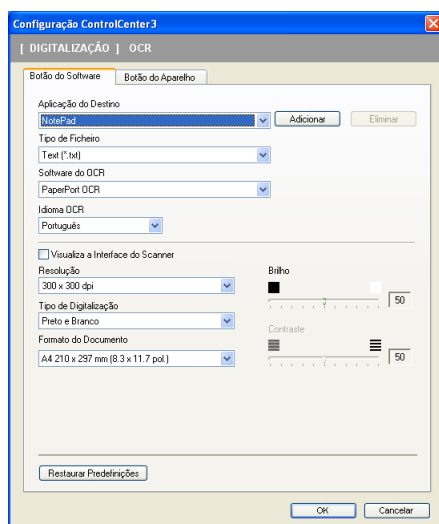 Configuração ControlCenter3
[ DIGITALIZAÇÃO ] OCR
Botão do Software Botão do Aparelho
Aplicação do Destino
NotePad Adicionar Eliminar
Tipo de Ficheiro
Text (*.txt)
Software do OCR
PaperPort OCR
Idioma OCR
Português
Visualiza a Interface do Scanner
Resolução Brilho
300 x 300 dpi
50
Tipo de Digitalização
Preto e Branco Contraste
Formato do Documento
A4 210 x 297 mm (8.3 x 11.7 pol.) 50
Restaurar Predefinições
OK Cancelar